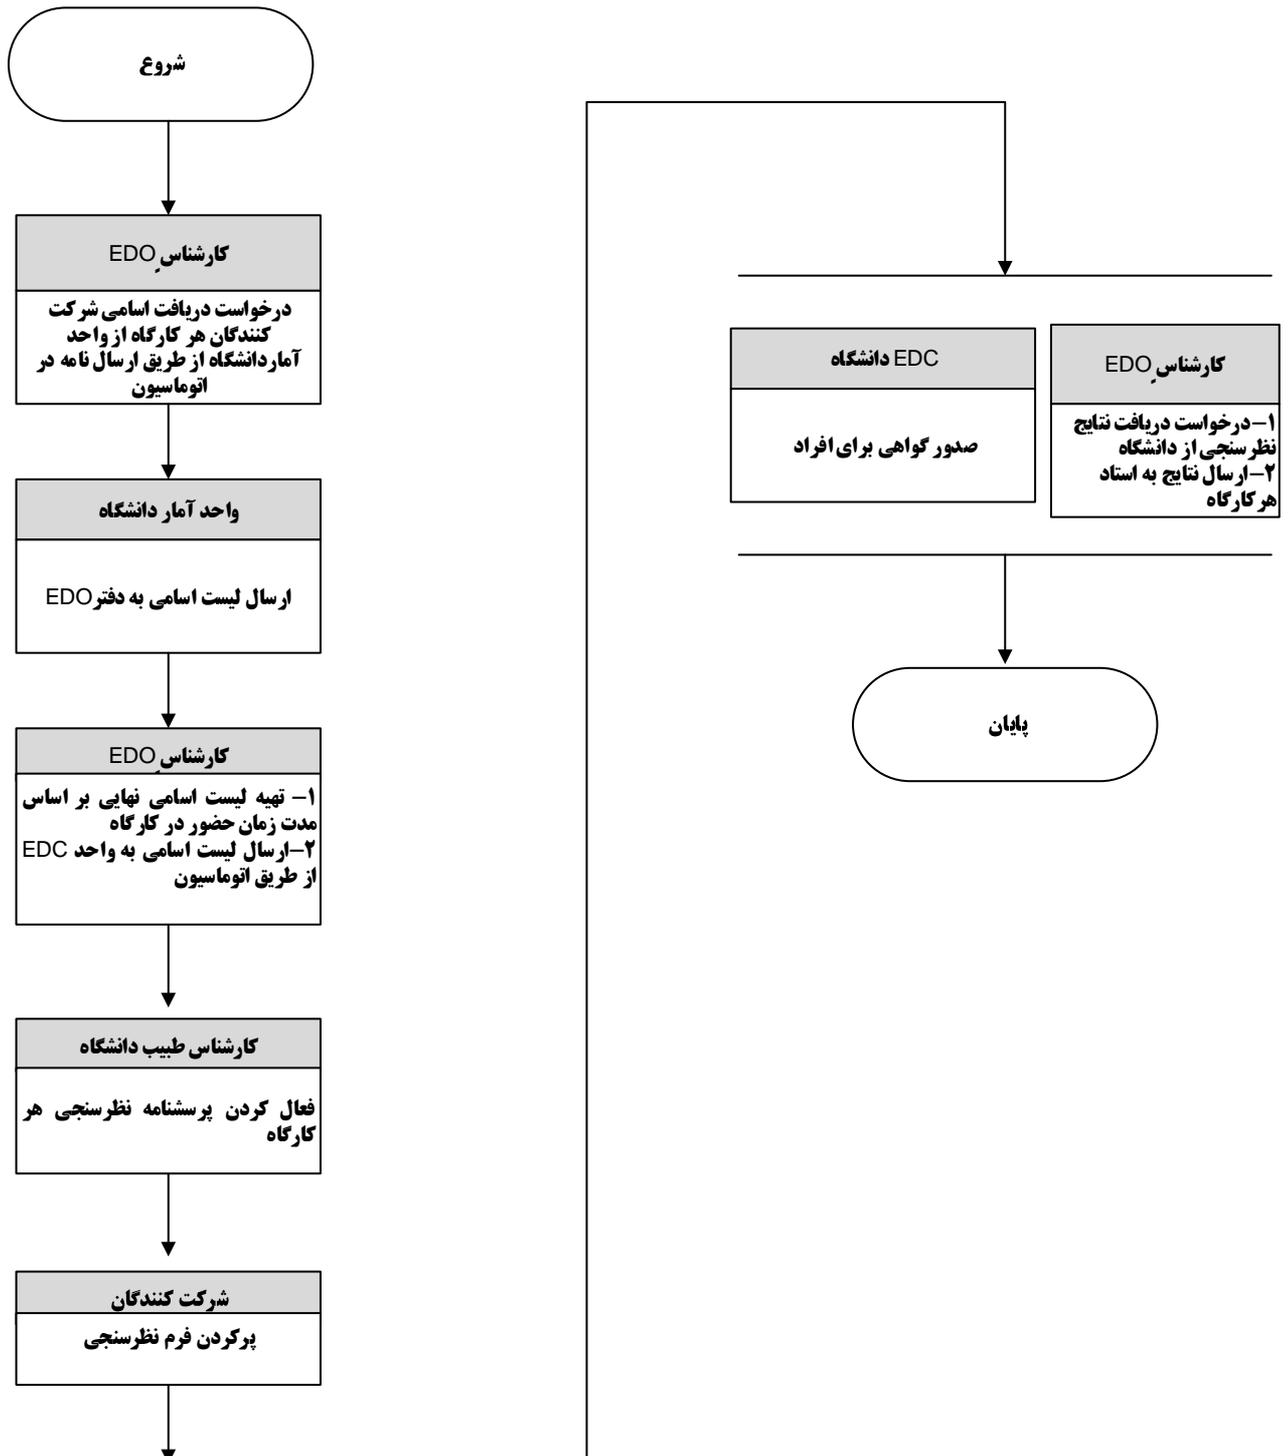 شروع
کارشناس EDO
درخواست دریافت اسامی شرکت
کنندگان هر کارگاه از واحد
آماردانشگاه از طریق ارسال نامه در
اتوماسیون
واحد آمار دانشگاه
ارسال لیست اسامی به دفتر EDO
کارشناس EDO
۱- تهیه لیست اسامی نهایی بر اساس
مدت زمان حضور در کارگاه
۲-ارسال لیست اسامی به واحد EDC
از طریق اتوماسیون
کارشناس طبیب دانشگاه
فعال کردن پرسشنامه نظرسنجی هر
کارگاه
شرکت کنندگان
پرکردن فرم نظرسنجی
کارشناس EDO
۱-درخواست دریافت نتایج
نظرسنجی از دانشگاه
۲-ارسال نتایج به استاد
هرکارگاه
EDC دانشگاه
صدور گواهی برای افراد
پایان